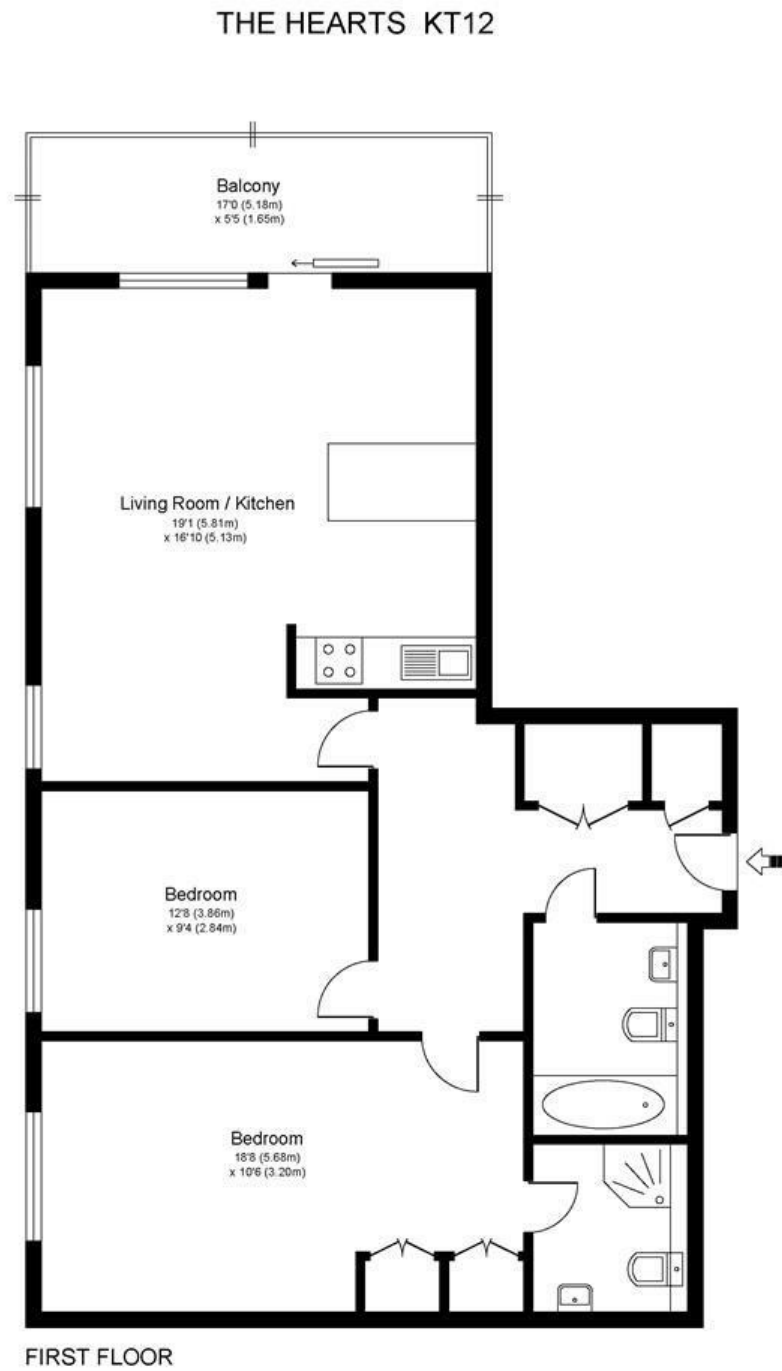 THE HEARTS KT12
Balcony
17'0 (5.18m)
x 5'5 (1.65m)
Living Room / Kitchen
19'1 (5.81m)
x 16'10 (5.13m)
Bedroom
12'8 (3.86m)
x 9'4 (2.84m)
Bedroom
18'8 (5.68m)
x 10'6 (3.20m)
FIRST FLOOR